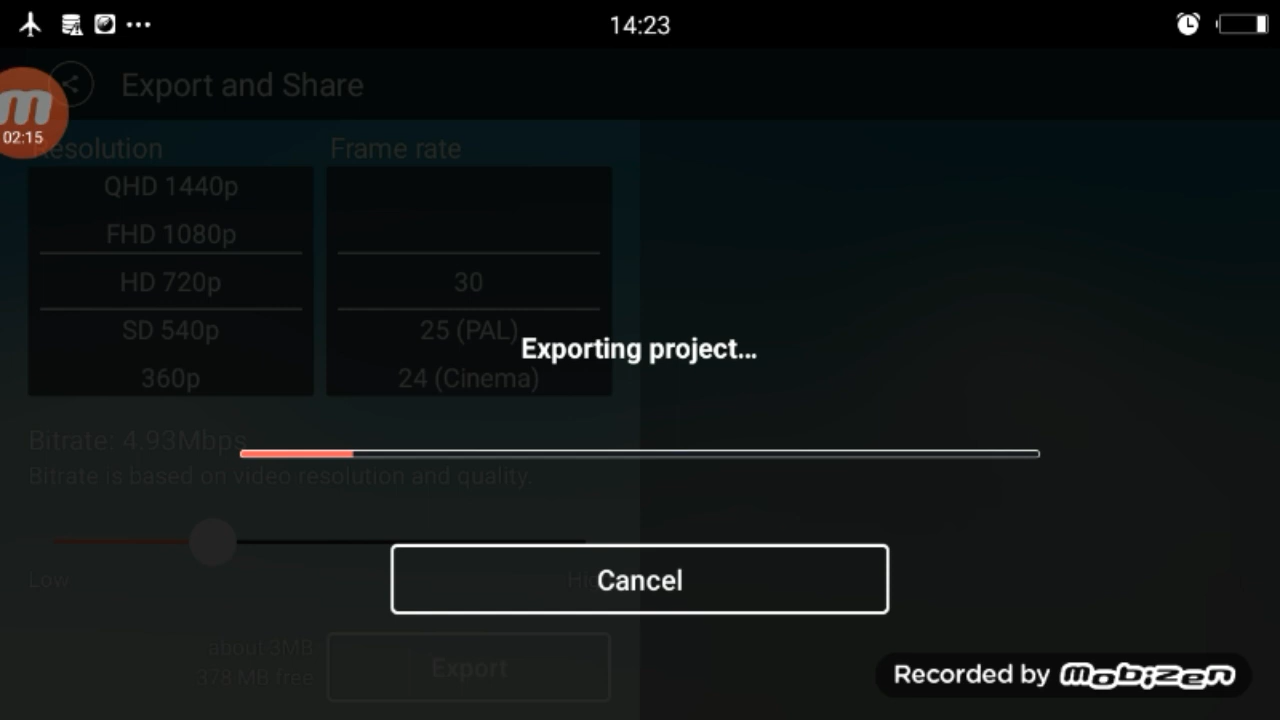 14:23
Export and Share
m
02:15
Resolution
Frame rate
QHD 1440p
FHD 1080p
HD 720p
30
SD 540p
25 (PAL)
360p
24 (Cinema)
Exporting project...
Bitrate: 4.93Mbps
Bitrate is based on video resolution and quality.
Low
Cancel
about 3MB
378 MB free
Export
Recorded by mobizen